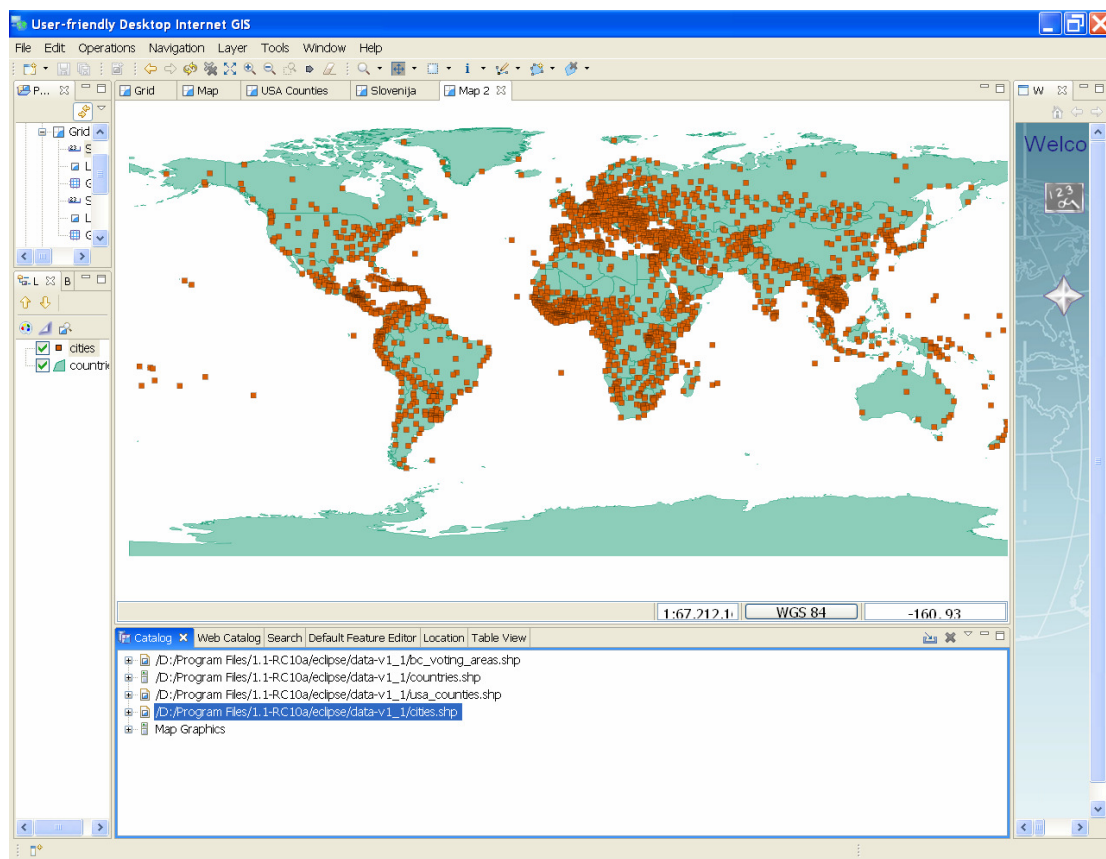 User-friendly Desktop Internet GIS
File Edit Operations Navigation Layer Tools Window Help
P... Grid Map USA Counties Slovenija Map 2 W
Grid
S
L
G
S
L
G
Welco
L B
cities
countri
1:67.212.1 WGS 84 -160, 93
Catalog Web Catalog Search Default Feature Editor Location Table View
/D:/Program Files/1.1-RC10a/eclipse/data-v1_1/bc_voting_areas.shp
/D:/Program Files/1.1-RC10a/eclipse/data-v1_1/countries.shp
/D:/Program Files/1.1-RC10a/eclipse/data-v1_1/usa_counties.shp
/D:/Program Files/1.1-RC10a/eclipse/data-v1_1/cities.shp
Map Graphics